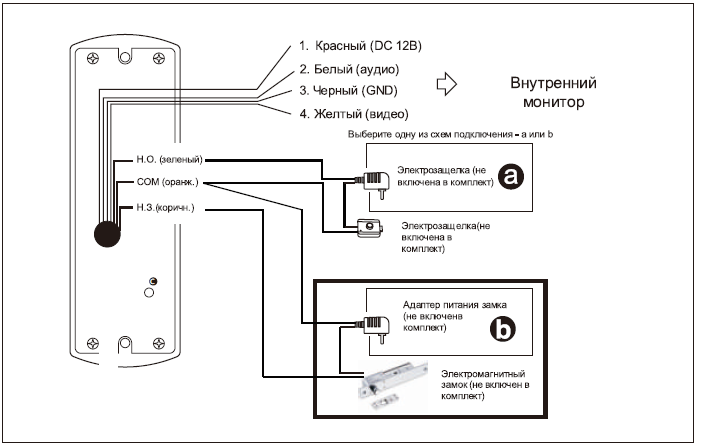 1. Красный (DC 12В)
2. Белый (аудио)
3. Черный (GND)
4. Желтый (видео)
Внутренний
монитор
Выберите одну из схем подключения - a или b
Н.О. (зеленый)
COM (оранж.)
Н.З.(коричн.)
Электрозащелка (не
включена в комплект)
a
Электрозащелка(не
включена в
комплект)
Адаптер питания замка
(не включенв
комплект)
b
Электромагнитный
замок (не включен в
комплект)